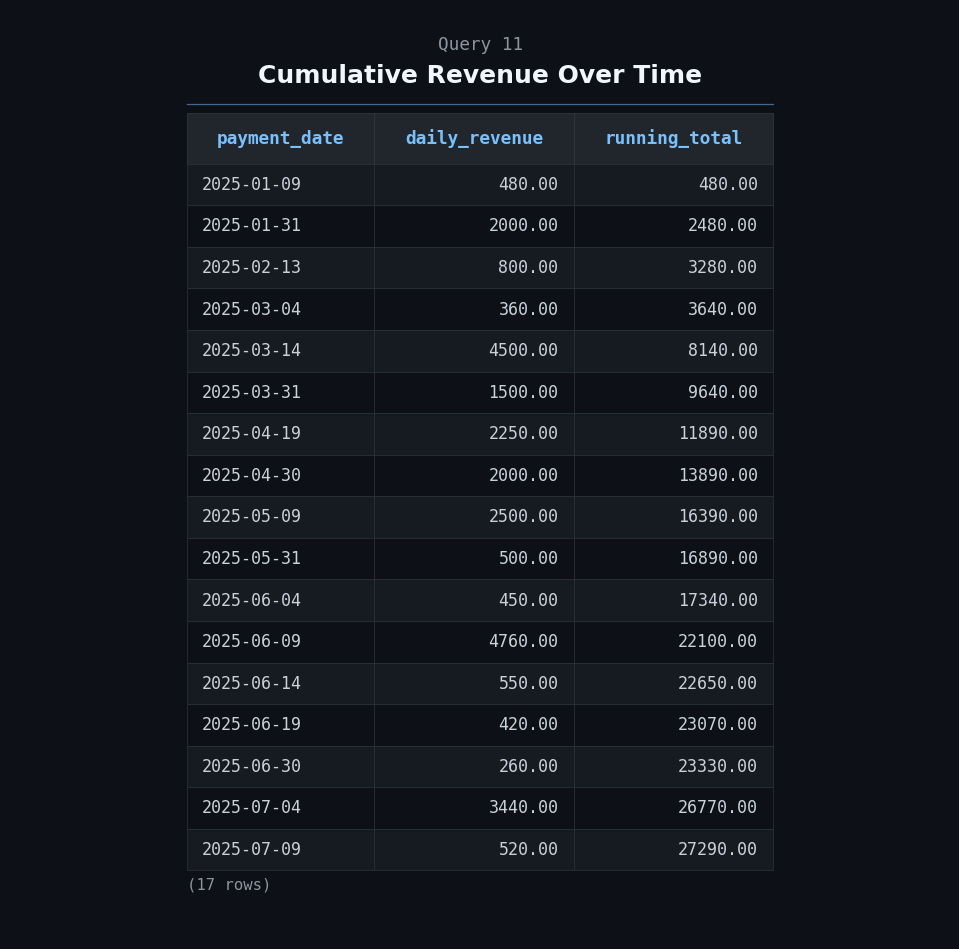 Query 11
Cumulative Revenue Over Time
payment_date daily_revenue running_total
2025-01-09 480.00 480.00
2025-01-31 2000.00 2480.00
2025-02-13 800.00 3280.00
2025-03-04 360.00 3640.00
2025-03-14 4500.00 8140.00
2025-03-31 1500.00 9640.00
2025-04-19 2250.00 11890.00
2025-04-30 2000.00 13890.00
2025-05-09 2500.00 16390.00
2025-05-31 500.00 16890.00
2025-06-04 450.00 17340.00
2025-06-09 4760.00 22100.00
2025-06-14 550.00 22650.00
2025-06-19 420.00 23070.00
2025-06-30 260.00 23330.00
2025-07-04 3440.00 26770.00
2025-07-09 520.00 27290.00
(17 rows)